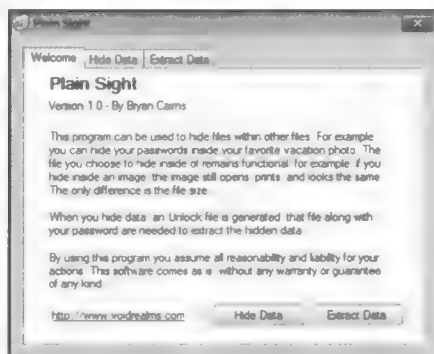 Plain Sight
Welcome Hide Data Extract Data
Plain Sight
Version 1.0 - By Bryan Cairns
This program can be used to hide files within other files. For example
you can hide your passwords inside your favorite vacation photo. The
file you choose to hide inside of remains functional, for example if you
hide inside an image, the image still opens, prints, and looks the same.
The only difference is the file size.
When you hide data, an Unlock file is generated, that file along with
your password are needed to extract the hidden data.
By using this program you assume all reasonability and liability for your
actions. This software comes as is, without any warranty or guarantee
of any kind.
http://www.voidrealms.com Hide Data Extract Data